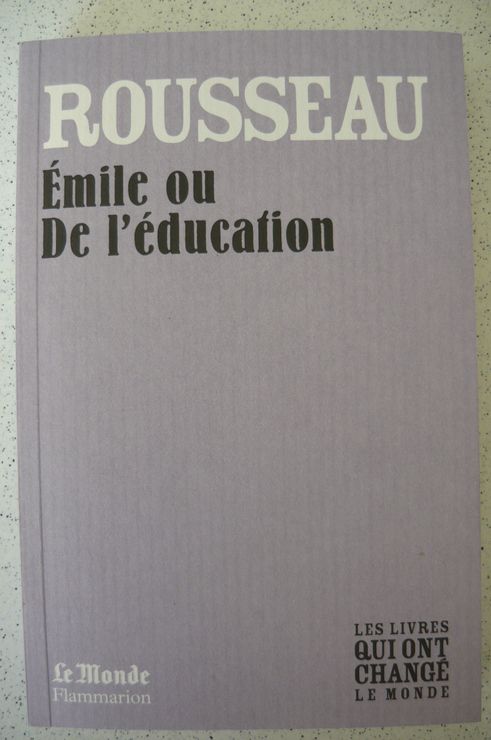 ROUSSEAU
Émile ou
De l'éducation
Le Monde
Flammarion
LES LIVRES
QUI ONT
CHANGÉ
LE MONDE